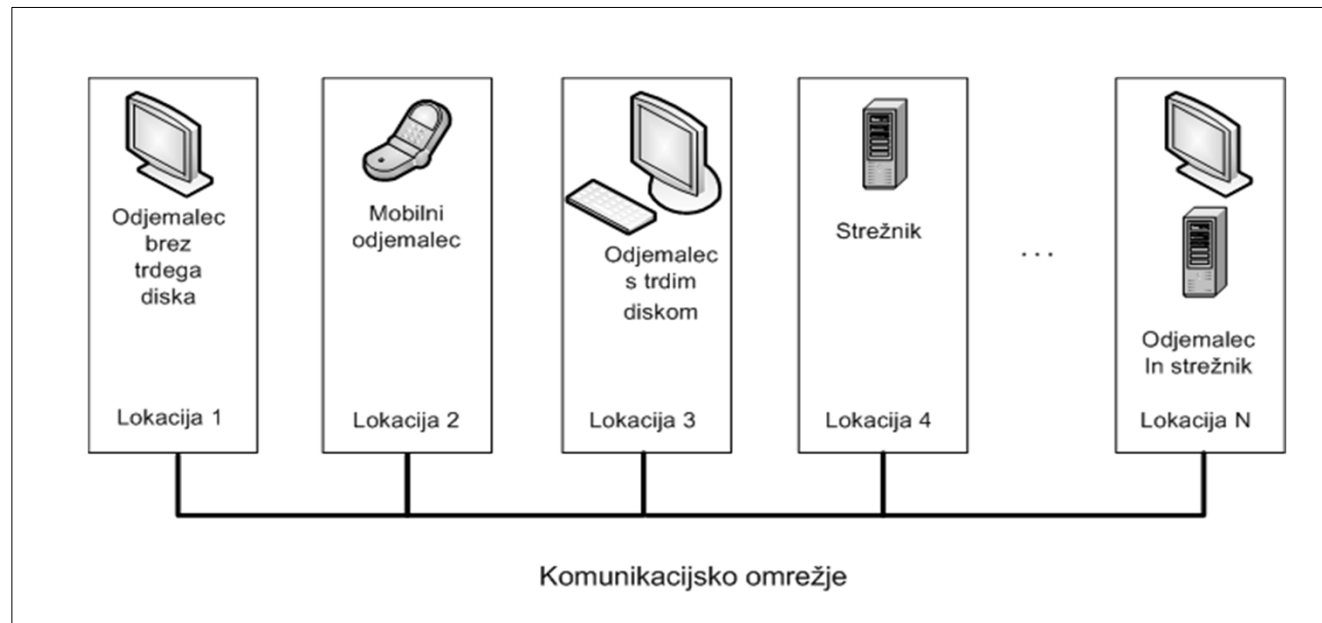 Odjemalec
brez
trdega
diska
Lokacija 1
Mobilni
odjemalec
Lokacija 2
Odjemalec
s trdim
diskom
Lokacija 3
Strežnik
Lokacija 4
...
Odjemalec
In strežnik
Lokacija N
Komunikacijsko omrežje